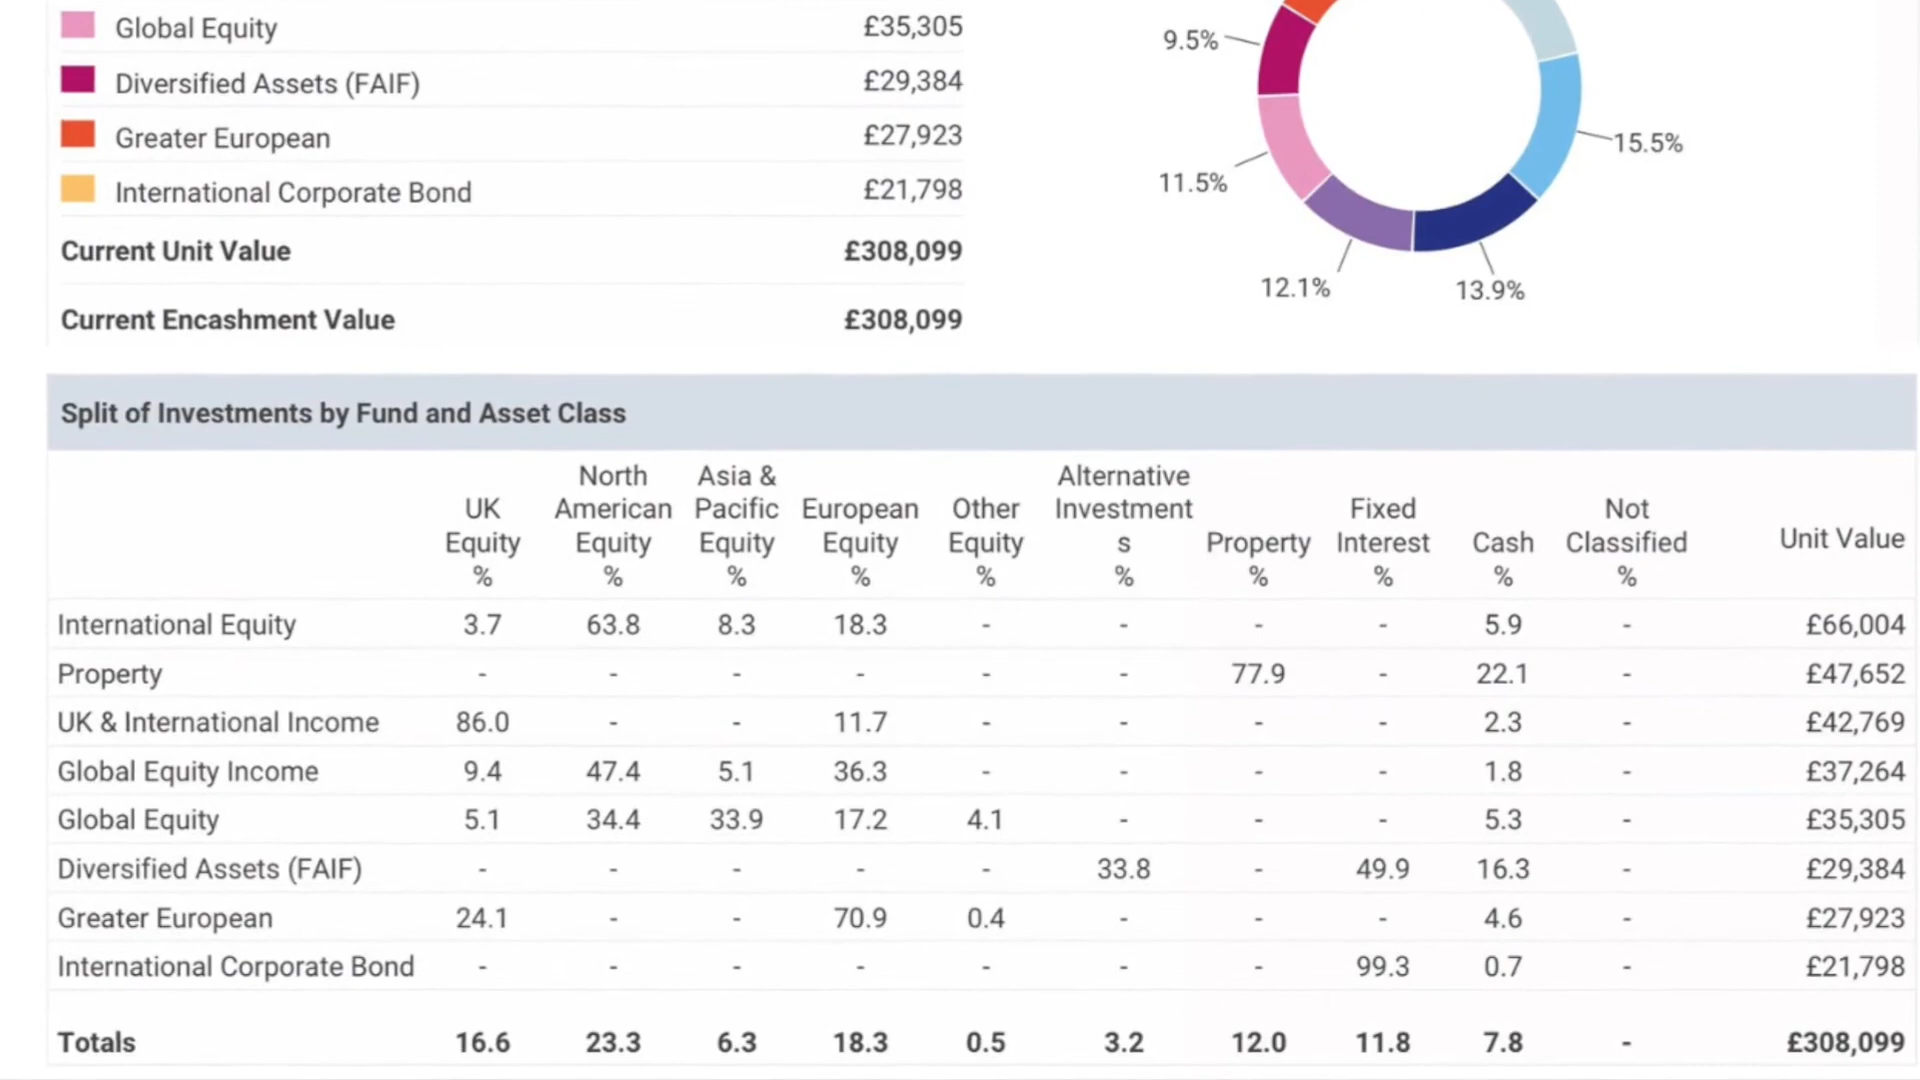 Global Equity £35,305
Diversified Assets (FAIF) £29,384
Greater European £27,923
International Corporate Bond £21,798
Current Unit Value £308,099
Current Encashment Value £308,099
9.5%
15.5%
11.5%
12.1%
13.9%
Split of Investments by Fund and Asset Class
North Asia & Alternative
UK American Pacific European Other Investment Fixed Not
Equity Equity Equity Equity Equity s Property Interest Cash Classified Unit Value
% % % % % % % % % %
International Equity 3.7 63.8 8.3 18.3 - - - - 5.9 - £66,004
Property - - - - - - 77.9 - 22.1 - £47,652
UK & International Income 86.0 - - 11.7 - - - - 2.3 - £42,769
Global Equity Income 9.4 47.4 5.1 36.3 - - - - 1.8 - £37,264
Global Equity 5.1 34.4 33.9 17.2 4.1 - - - 5.3 - £35,305
Diversified Assets (FAIF) - - - - - 33.8 - 49.9 16.3 - £29,384
Greater European 24.1 - - 70.9 0.4 - - - 4.6 - £27,923
International Corporate Bond - - - - - - - 99.3 0.7 - £21,798
Totals 16.6 23.3 6.3 18.3 0.5 3.2 12.0 11.8 7.8 - £308,099